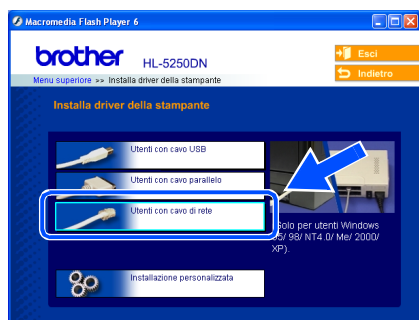 Macromedia Flash Player 6
brother
HL-5250DN
Esci
Indietro
Menu superiore >> Installa driver della stampante
Installa driver della stampante
Utenti con cavo USB
Utenti con cavo parallelo
Utenti con cavo di rete
Solo per utenti Windows
95/ 98/ NT4.0/ Me/ 2000/
XP).
Installazione personalizzata